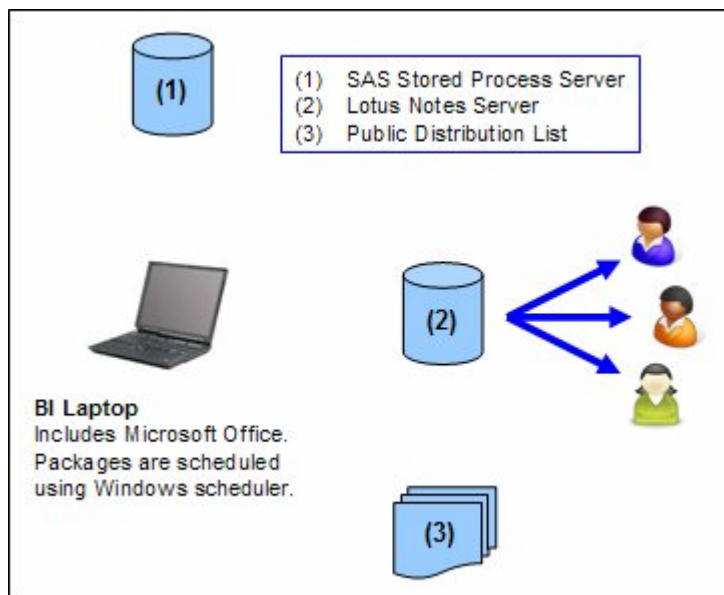 (1)
(1) SAS Stored Process Server
(2) Lotus Notes Server
(3) Public Distribution List
(2)
BI Laptop
Includes Microsoft Office.
Packages are scheduled
using Windows scheduler.
(3)